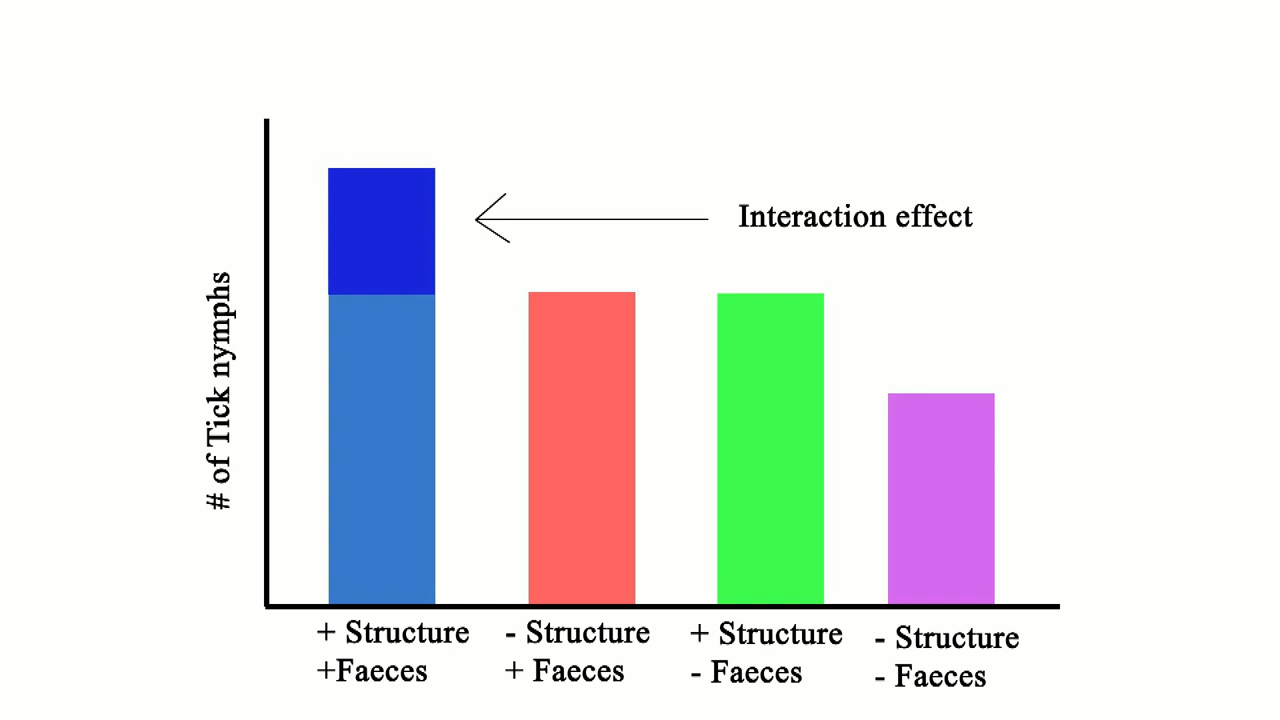 Interaction effect
# of Tick nymphs
+ Structure
+Faeces
- Structure
+ Faeces
+ Structure
- Faeces
- Structure
- Faeces